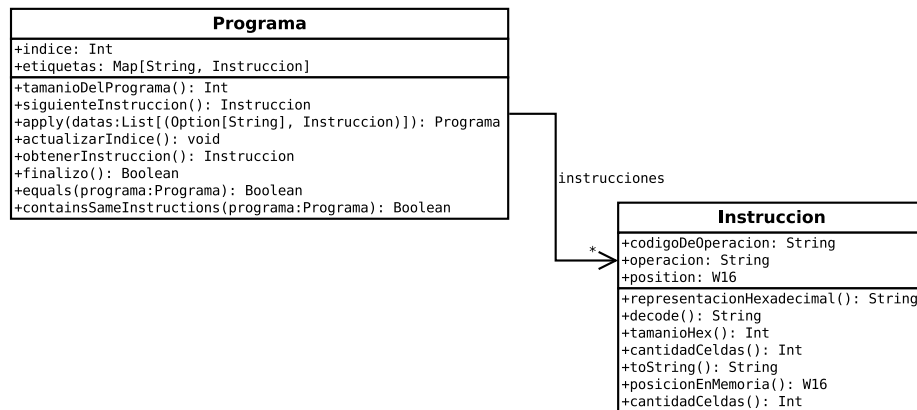 Programa
+indice: Int
+etiquetas: Map[String, Instruccion]
+tamanioDelPrograma(): Int
+siguienteInstruccion(): Instruccion
+apply(datas:List[(Option[String], Instruccion)]): Programa
+actualizarIndice(): void
+obtenerInstruccion(): Instruccion
+finalizo(): Boolean
+equals(programa:Programa): Boolean
+containsSameInstructions(programa:Programa): Boolean
instrucciones
*
Instruccion
+codigoDeOperacion: String
+operacion: String
+position: W16
+representacionHexadecimal(): String
+decode(): String
+tamanioHex(): Int
+cantidadCeldas(): Int
+toString(): String
+posicionEnMemoria(): W16
+cantidadCeldas(): Int